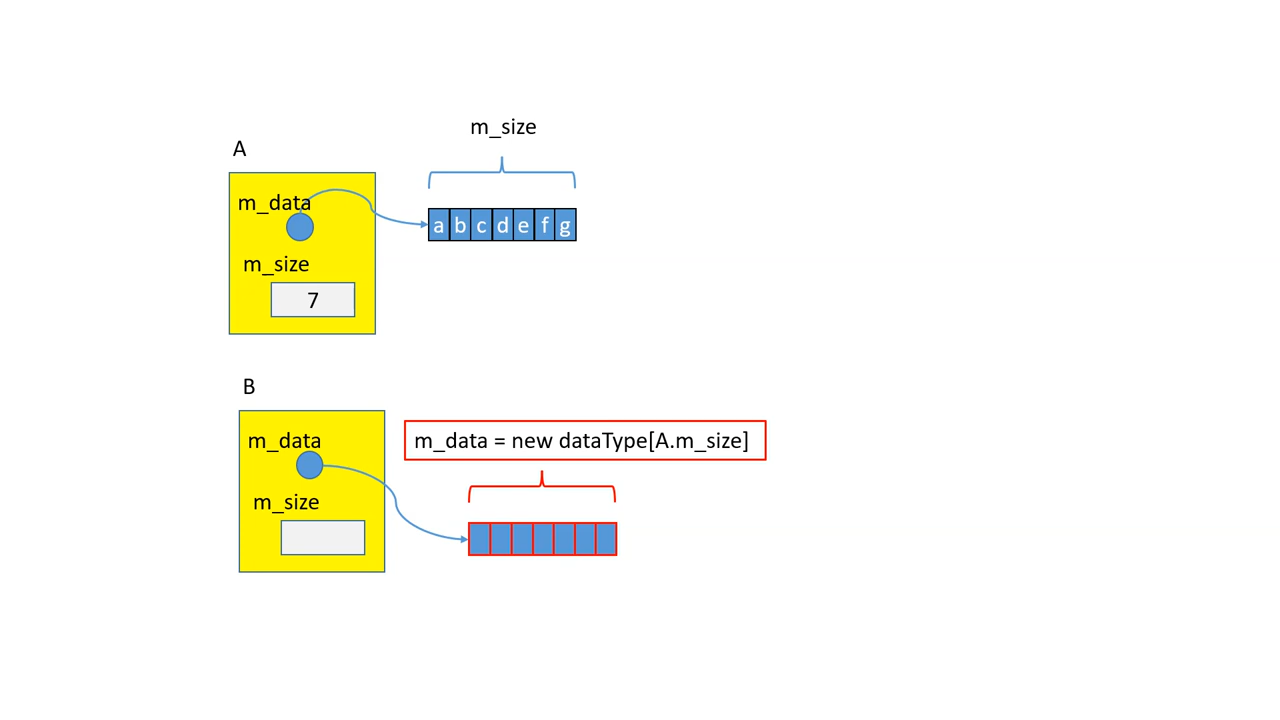 m_size
A
m_data
a b c d e f g
m_size
7
B
m_data
m_data = new dataType[A.m_size]
m_size